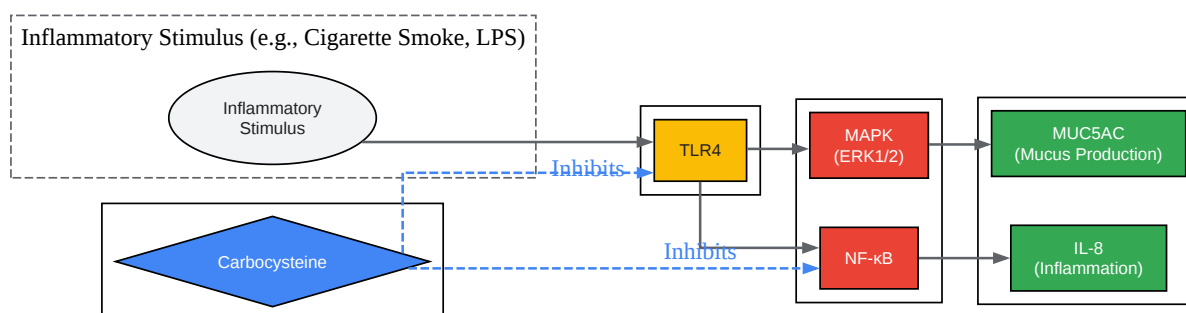 Inflammatory Stimulus (e.g., Cigarette Smoke, LPS)
Inflammatory
Stimulus
TLR4
MAPK
(ERK1/2)
MUC5AC
(Mucus Production)
Inhibits
Carbocysteine
Inhibits
NF-κB
IL-8
(Inflammation)